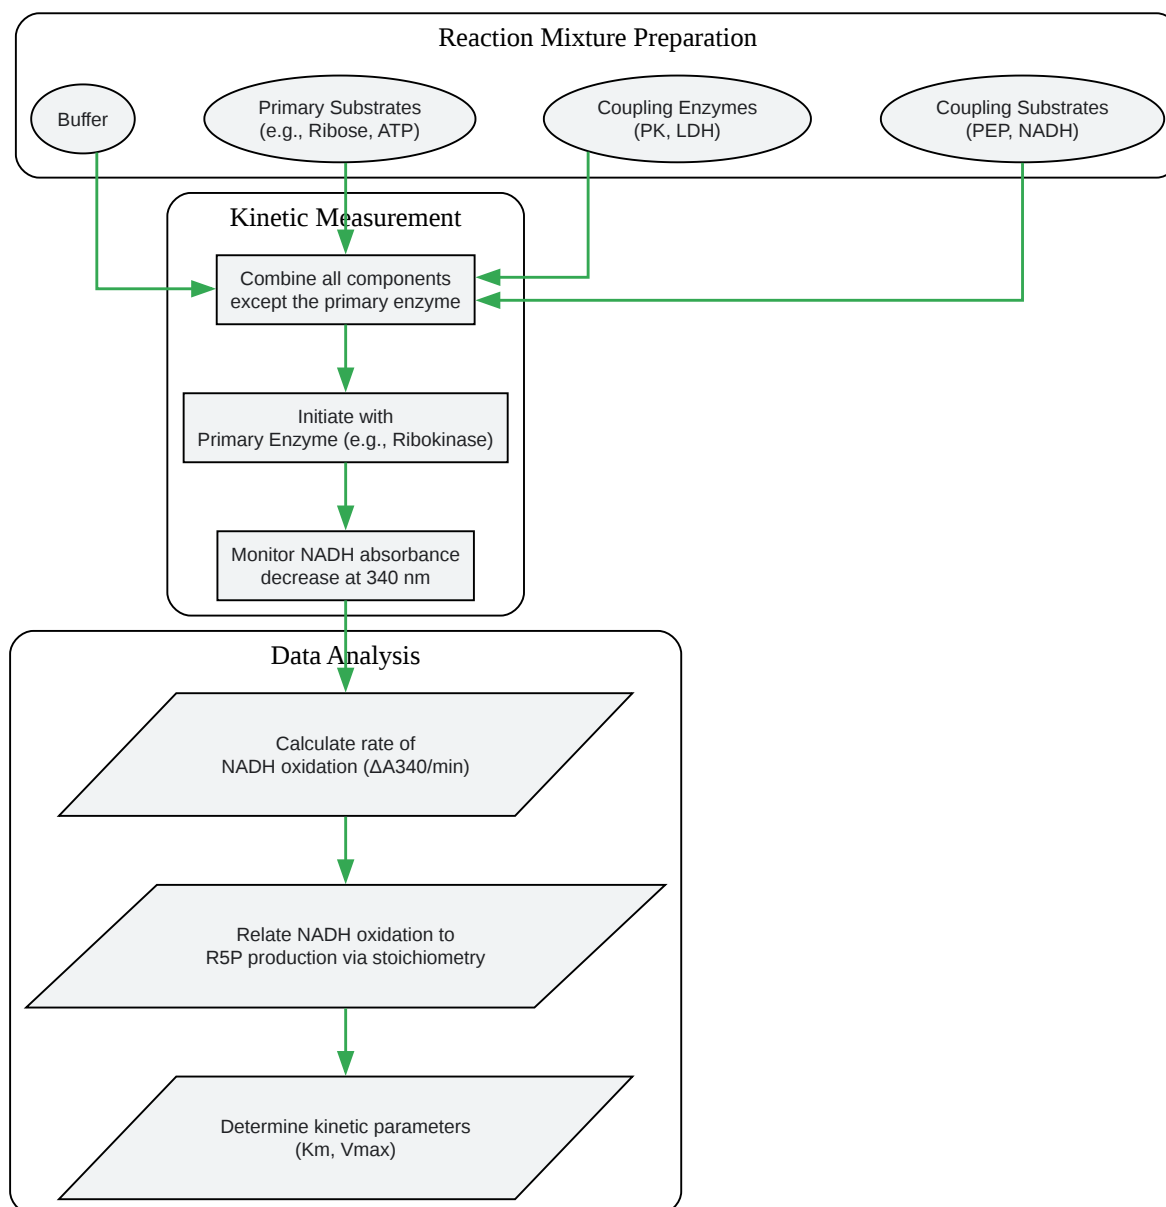 Reaction Mixture Preparation
Buffer
Primary Substrates
(e.g., Ribose, ATP)
Coupling Enzymes
(PK, LDH)
Coupling Substrates
(PEP, NADH)
Kinetic Measurement
Combine all components
except the primary enzyme
Initiate with
Primary Enzyme (e.g., Ribokinase)
Monitor NADH absorbance
decrease at 340 nm
Data Analysis
Calculate rate of
NADH oxidation (ΔA340/min)
Relate NADH oxidation to
R5P production via stoichiometry
Determine kinetic parameters
(Km, Vmax)